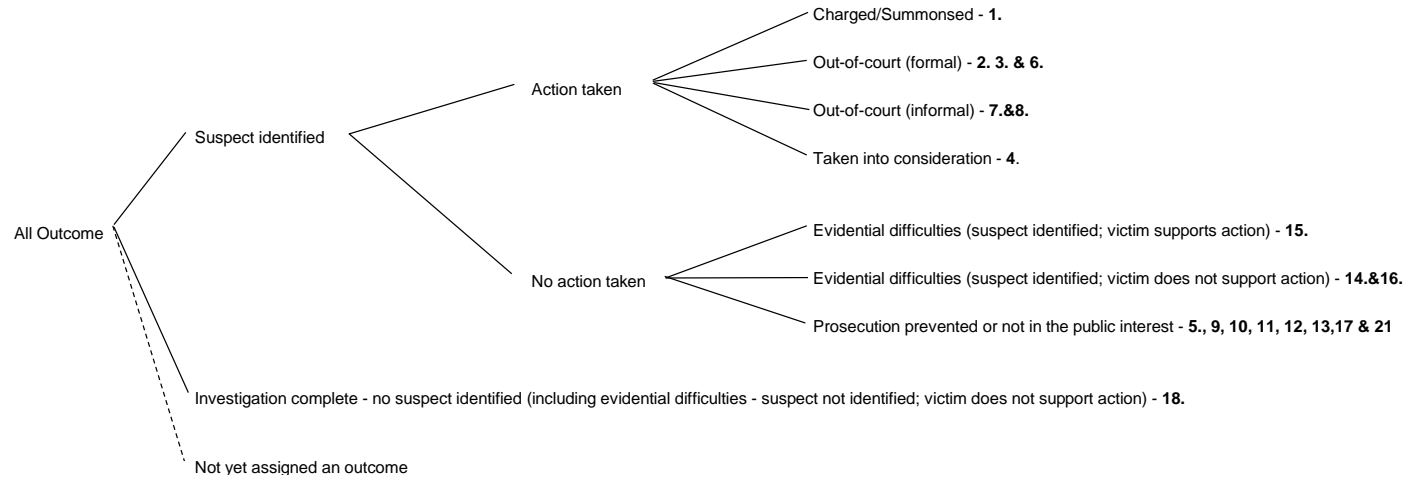 Charged/Summonsed - 1.
Out-of-court (formal) - 2. 3. & 6.
Action taken
Out-of-court (informal) - 7.&8.
Suspect identified
Taken into consideration - 4.
All Outcome
Evidential difficulties (suspect identified; victim supports action) - 15.
No action taken
Evidential difficulties (suspect identified; victim does not support action) - 14.&16.
Prosecution prevented or not in the public interest - 5., 9, 10, 11, 12, 13,17 & 21
Investigation complete - no suspect identified (including evidential difficulties - suspect not identified; victim does not support action) - 18.
Not yet assigned an outcome